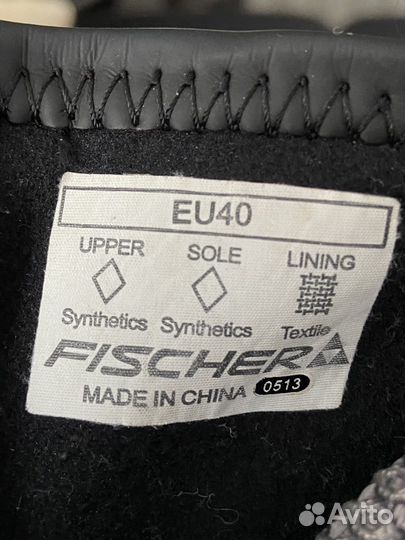 EU40
UPPER SOLE LINING
Synthetics Synthetics Textile
FISCHER
MADE IN CHINA 0513
Avito